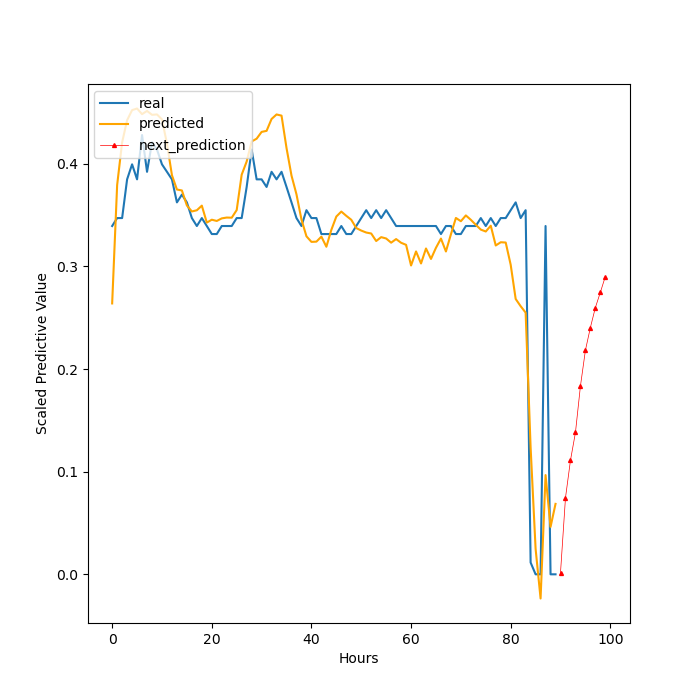 real
predicted
next_prediction
0.4
0.3
0.2
0.1
0.0
Scaled Predictive Value
0 20 40 60 80 100
Hours